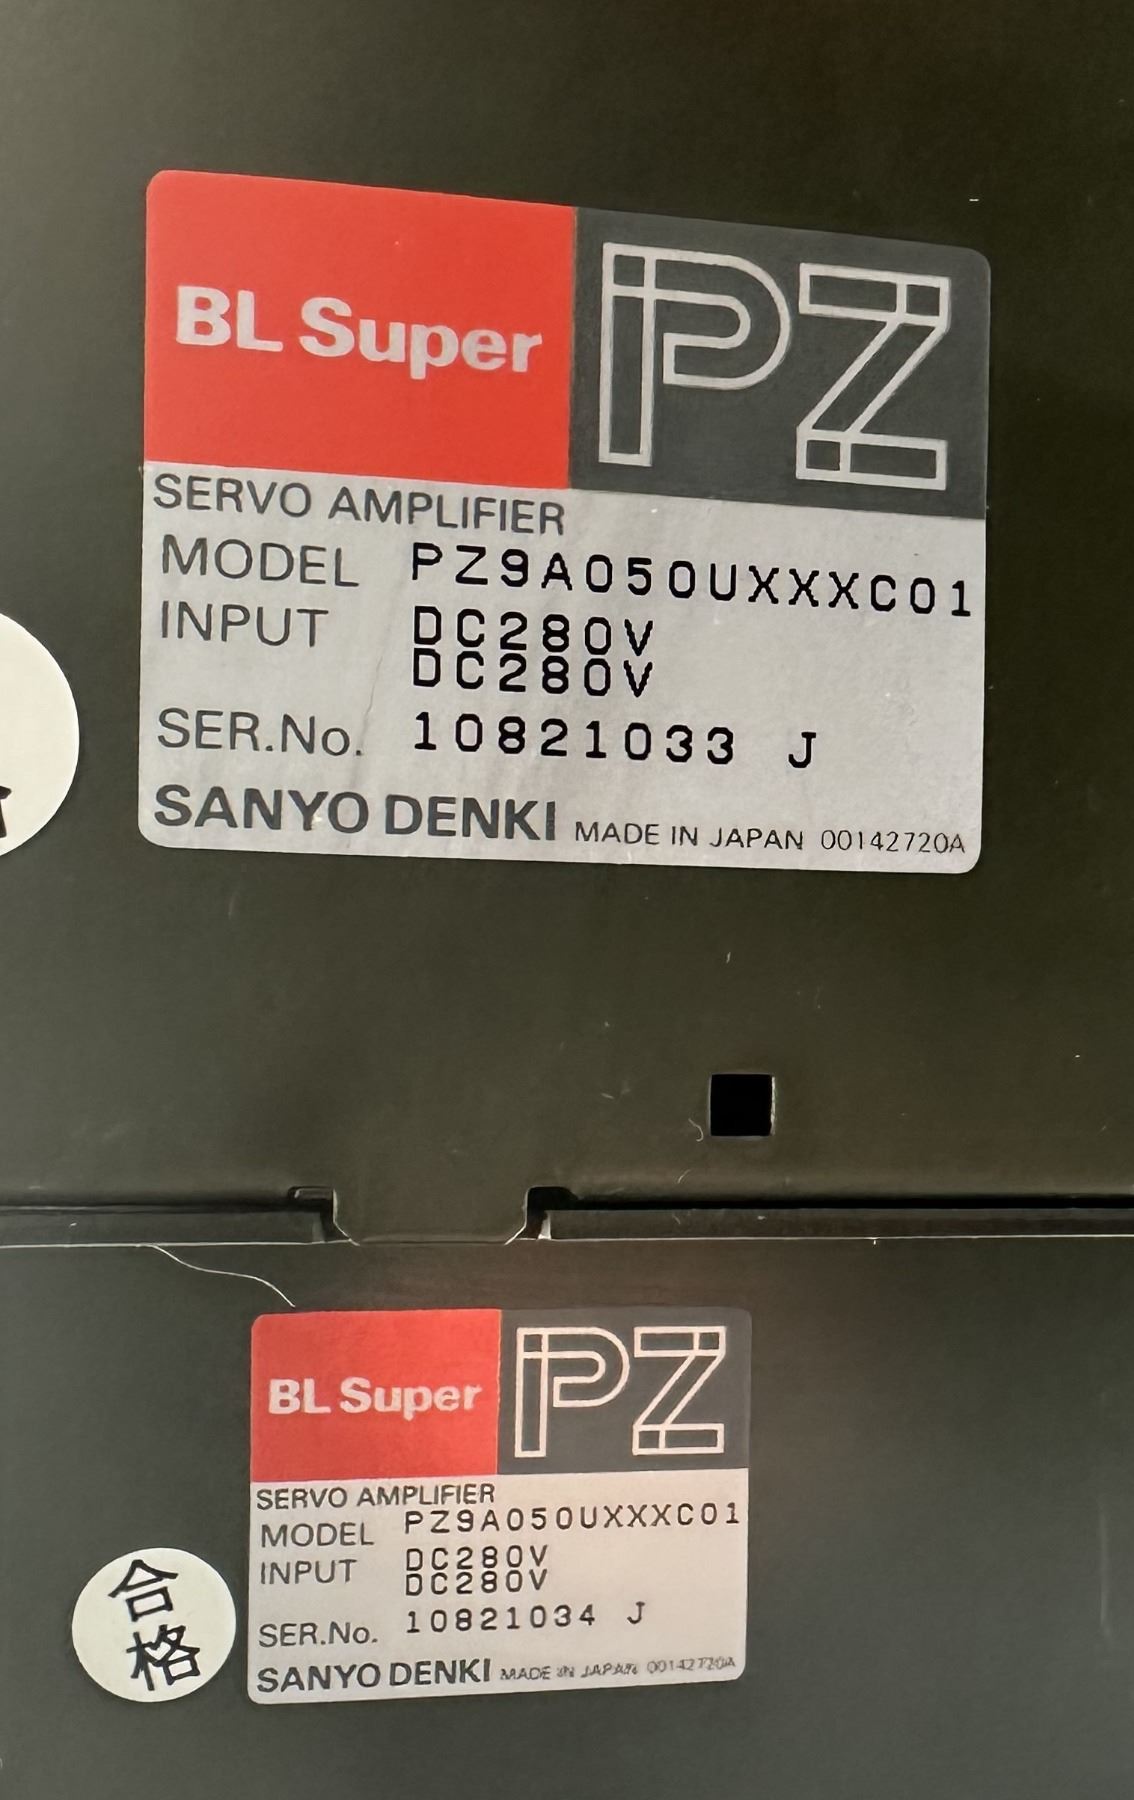 BL Super PZ
SERVO AMPLIFIER
MODEL PZ9A050UXXXC01
INPUT DC280V
DC280V
SER.No. 10821033 J
SANYO DENKI MADE IN JAPAN 00142720A
BL Super PZ
SERVO AMPLIFIER
MODEL PZ9A050UXXXC01
INPUT DC280V
DC280V
SER.No. 10821034 J
SANYO DENKI MADE IN JAPAN 00142720A
合
格